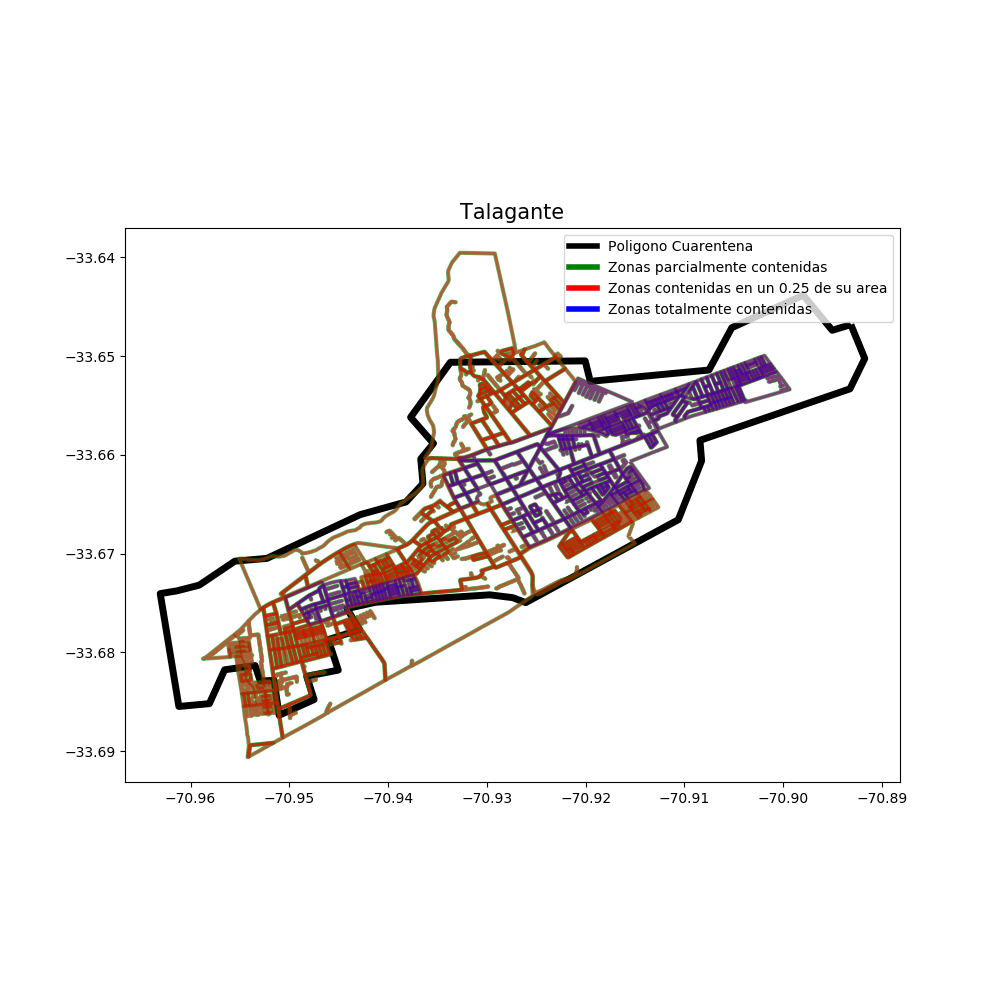 Talagante
Poligono Cuarentena
Zonas parcialmente contenidas
Zonas contenidas en un 0.25 de su area
Zonas totalmente contenidas
−33.64
−33.65
−33.66
−33.67
−33.68
−33.69
−70.96 −70.95 −70.94 −70.93 −70.92 −70.91 −70.90 −70.89